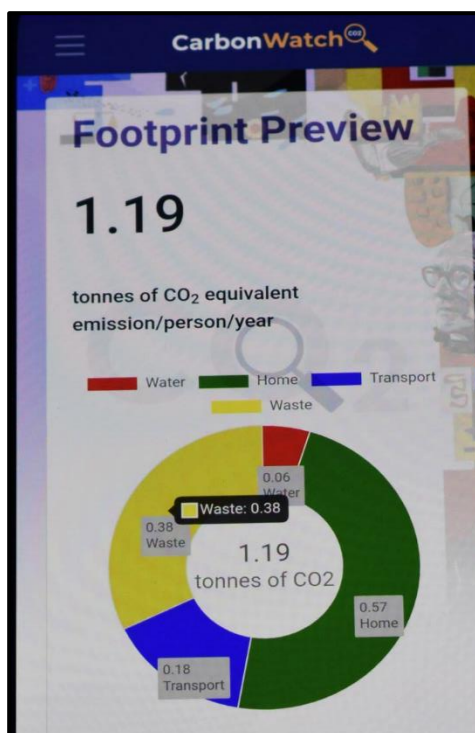 CarbonWatch CO2
Footprint Preview
1.19
tonnes of CO₂ equivalent
emission/person/year
Water Home Transport
Waste
0.06
Water
Waste: 0.38
0.38
Waste
1.19
tonnes of CO2
0.57
Home
0.18
Transport